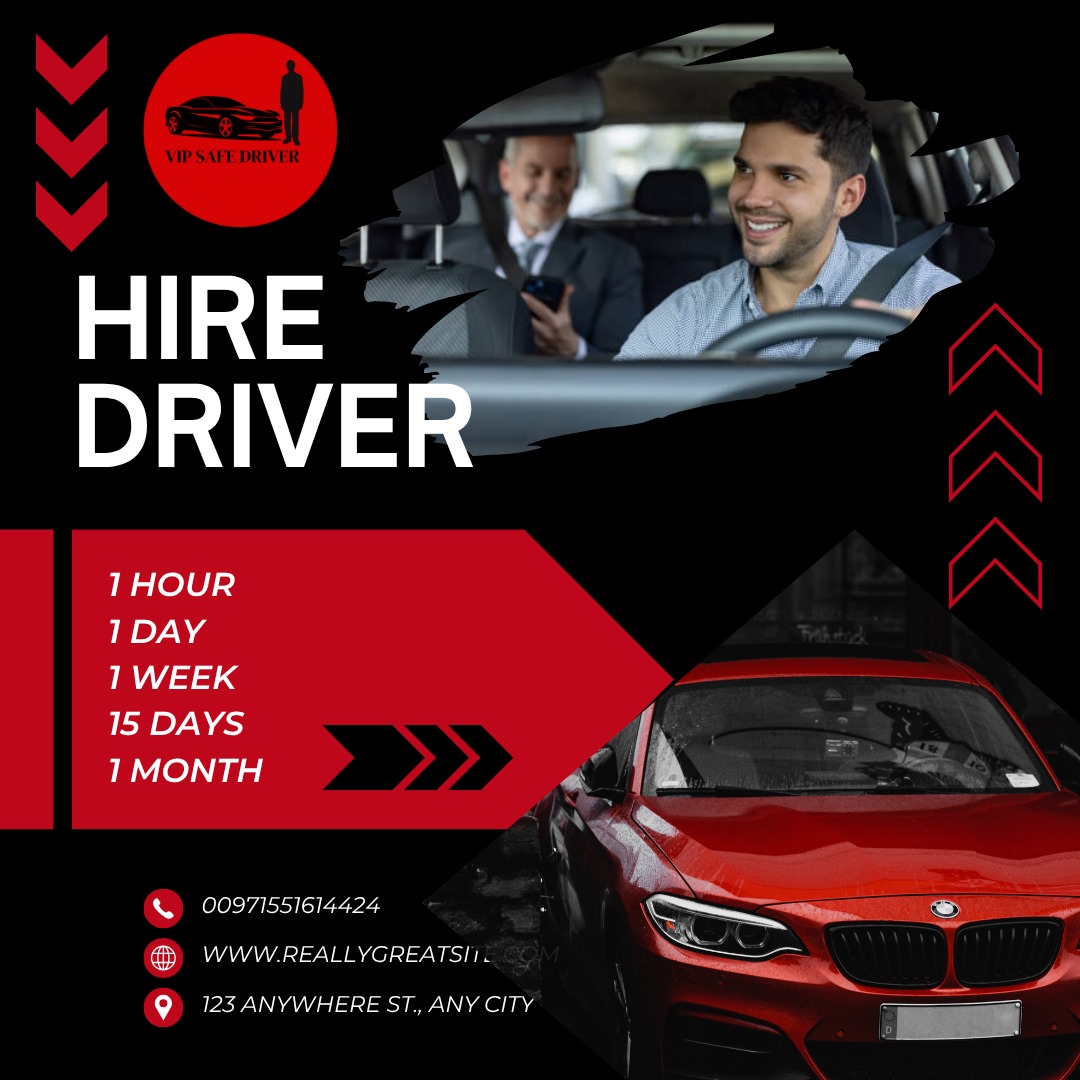 VIP SAFE DRIVER
HIRE
DRIVER
1 HOUR
1 DAY
1 WEEK
15 DAYS
1 MONTH
00971551614424
WWW.REALLYGREATSITE.COM
123 ANYWHERE ST., ANY CITY
Frühstück
D